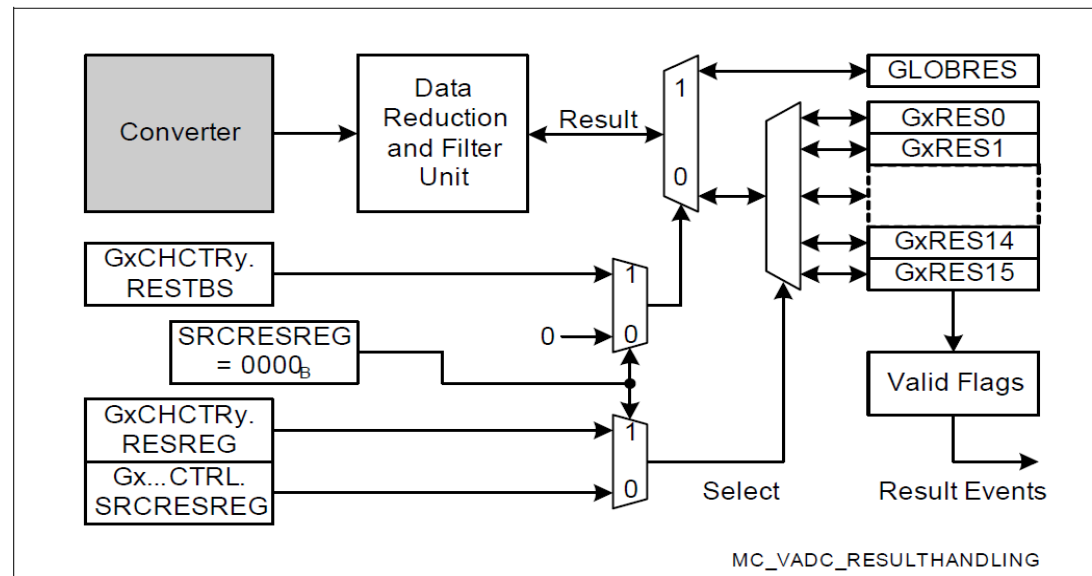 Converter
Data
Reduction
and Filter
Unit
Result
1
0
GLOBRES
GxRES0
GxRES1
GxRES14
GxRES15
GxCHCTRy.
RESTBS
1
0
0
SRCRESREG
= 0000B
GxCHCTRy.
RESREG
Gx...CTRL.
SRCRESREG
1
0
Select
Valid Flags
Result Events
MC_VADC_RESULTHANDLING